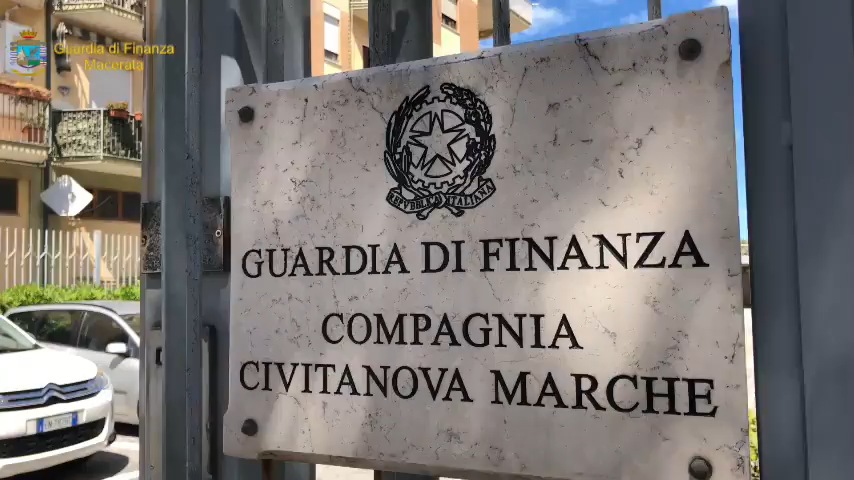 Guardia di Finanza
Macerata
REPVBBLICA ITALIANA
GUARDIA DI FINANZA
COMPAGNIA
CIVITANOVA MARCHE